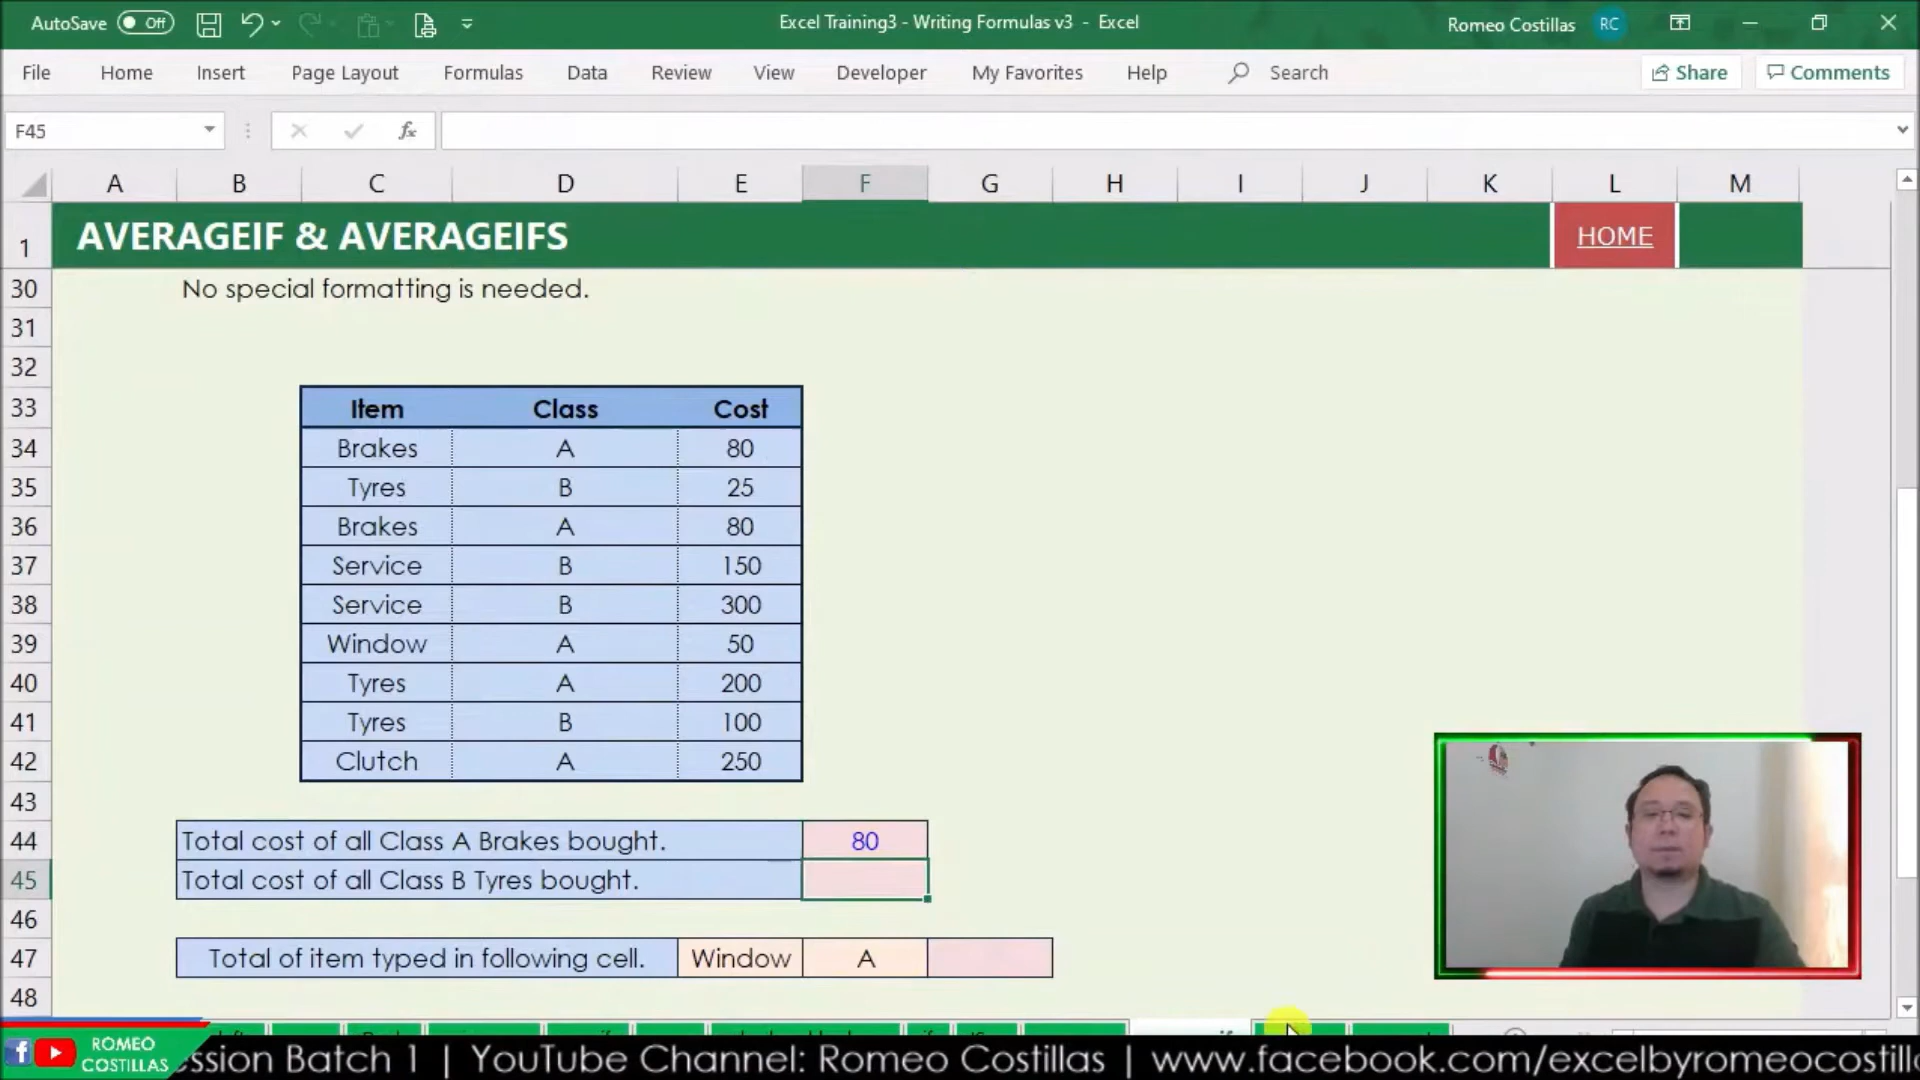 AutoSave Off
Excel Training3 - Writing Formulas v3 - Excel
Romeo Costillas RC
File Home Insert Page Layout Formulas Data Review View Developer My Favorites Help Search Share Comments
F45 fx
A B C D E F G H I J K L M
1 AVERAGEIF & AVERAGEIFS HOME
30 No special formatting is needed.
31
32
33 Item Class Cost
34 Brakes A 80
35 Tyres B 25
36 Brakes A 80
37 Service B 150
38 Service B 300
39 Window A 50
40 Tyres A 200
41 Tyres B 100
42 Clutch A 250
43
44 Total cost of all Class A Brakes bought. 80
45 Total cost of all Class B Tyres bought.
46
47 Total of item typed in following cell. Window A
48
ROMEO
COSTILLAS
ession Batch 1 | YouTube Channel: Romeo Costillas | www.facebook.com/excelbyromeocostill